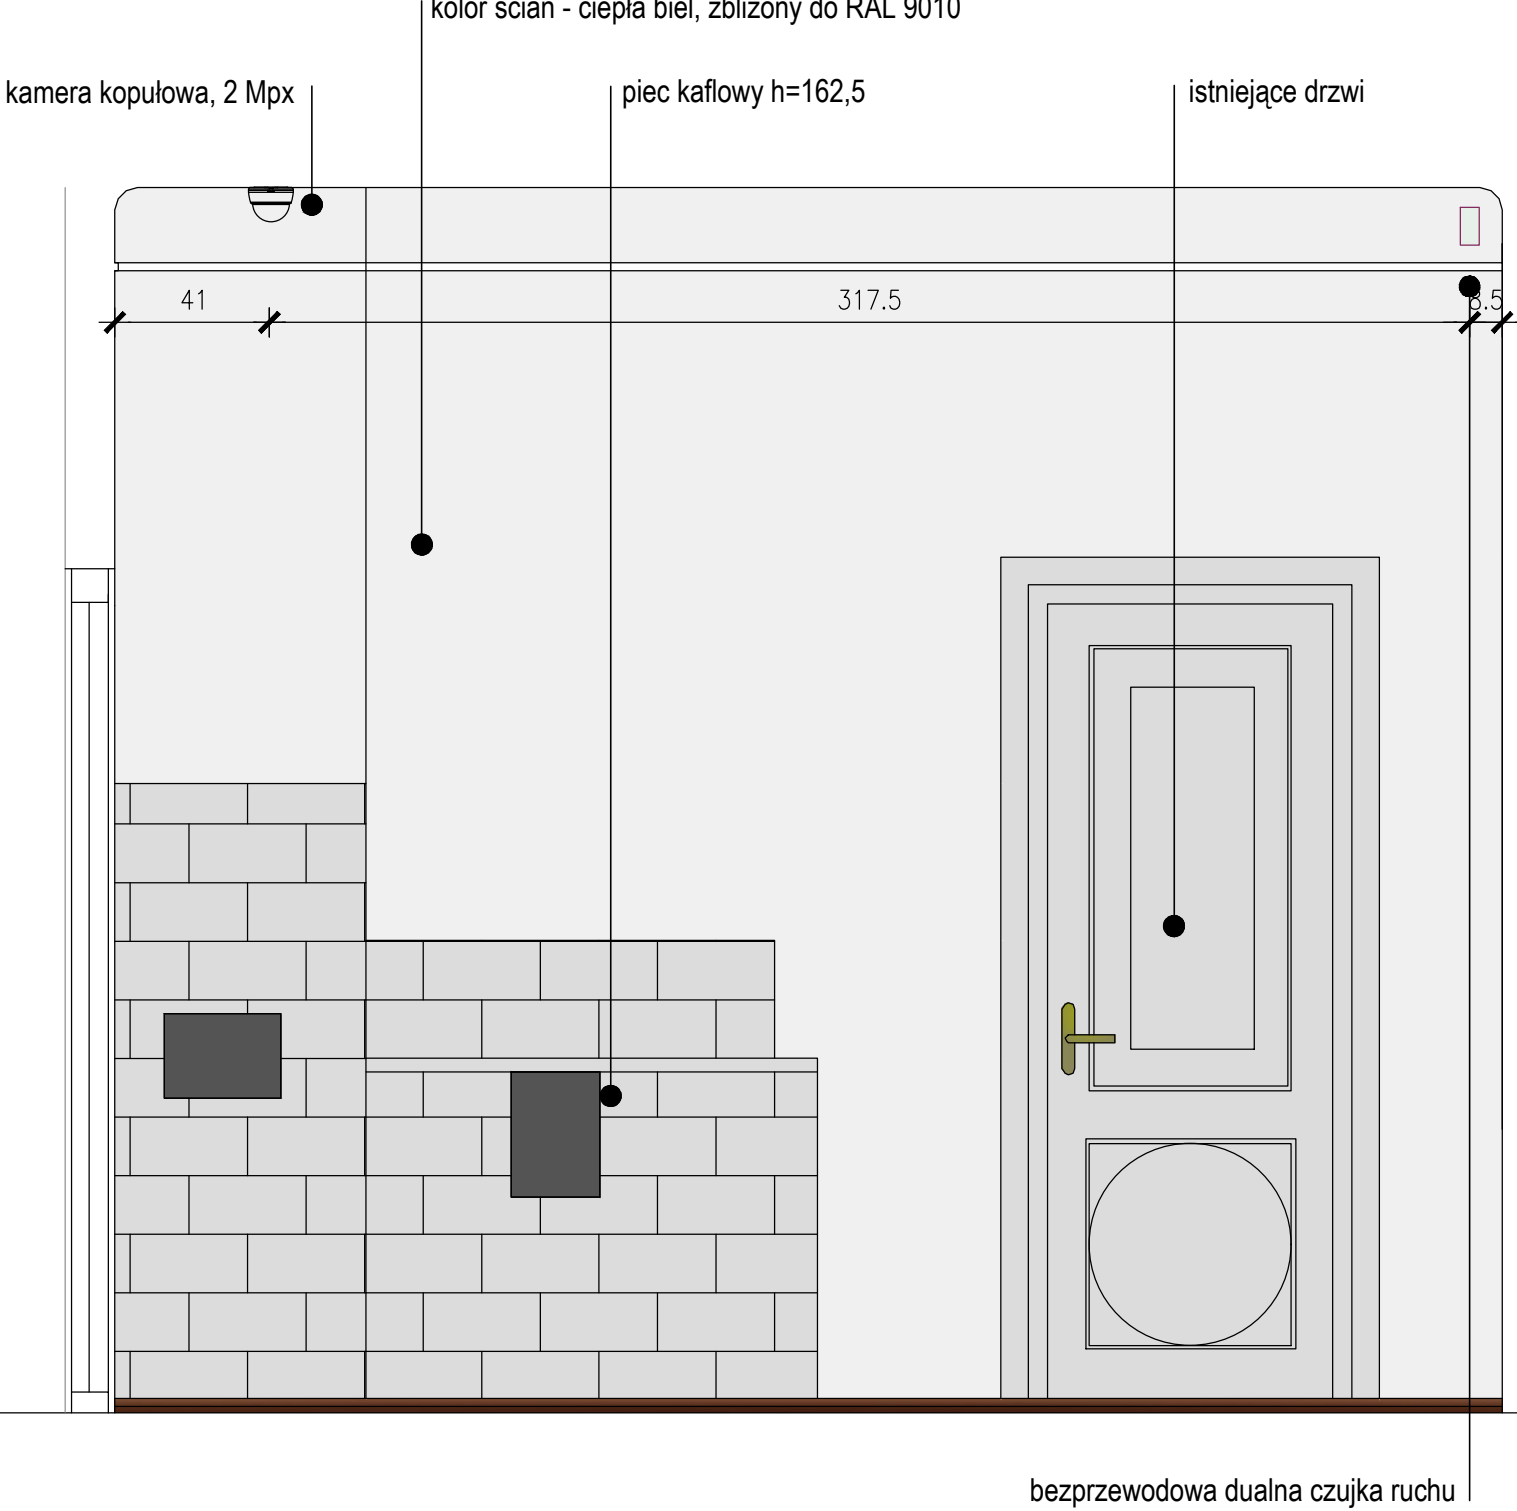 kolor ścian - ciepła biel, zbliżony do RAL 9010
kamera kopułowa, 2 Mpx
piec kaflowy h=162,5
istniejące drzwi
41
317.5
8.5
bezprzewodowa dualna czujka ruchu